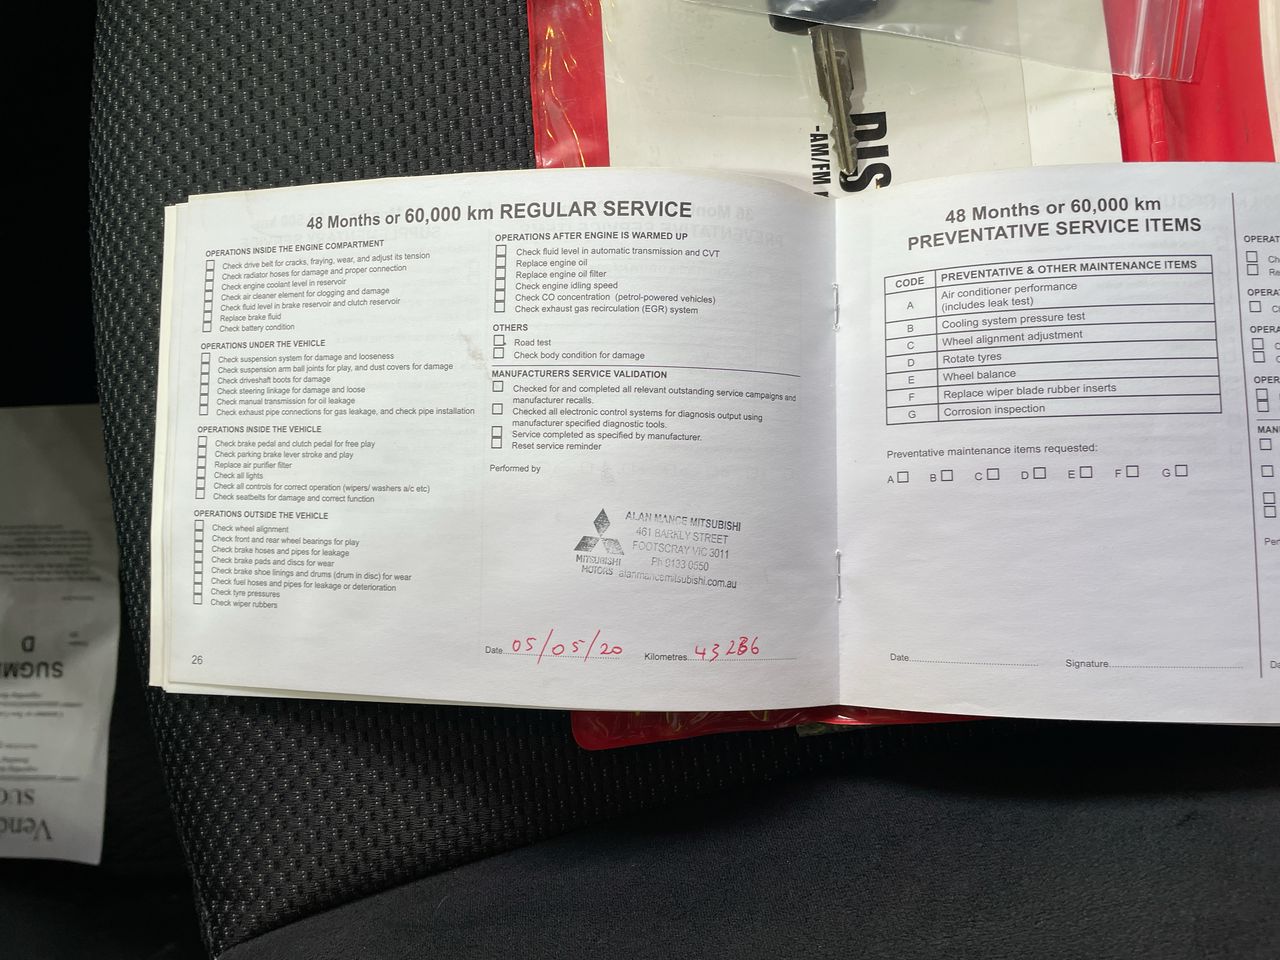 48 Months or 60,000 km REGULAR SERVICE
OPERATIONS INSIDE THE ENGINE COMPARTMENT
Check drive belt for cracks, fraying, wear, and adjust its tension
Check radiator hoses for damage and proper connection
Check engine coolant level in reservoir
Check air cleaner element for clogging and damage
Check fluid level in brake reservoir and clutch reservoir
Replace brake fluid
Check battery condition
OPERATIONS UNDER THE VEHICLE
Check suspension system for damage and looseness
Check suspension arm ball joints for play, and dust covers for damage
Check driveshaft boots for damage
Check steering linkage for damage and loose
Check manual transmission for oil leakage
Check exhaust pipe connections for gas leakage, and check pipe installation
OPERATIONS INSIDE THE VEHICLE
Check brake pedal and clutch pedal for free play
Check parking brake lever stroke and play
Replace air purifier filter
Check all lights
Check all controls for correct operation (wipers/ washers a/c etc)
Check seatbelts for damage and correct function
OPERATIONS OUTSIDE THE VEHICLE
Check wheel alignment
Check front and rear wheel bearings for play
Check brake hoses and pipes for leakage
Check brake pads and discs for wear
Check brake shoe linings and drums (drum in disc) for wear
Check fuel hoses and pipes for leakage or deterioration
Check tyre pressures
Check wiper rubbers
26
OPERATIONS AFTER ENGINE IS WARMED UP
Check fluid level in automatic transmission and CVT
Replace engine oil
Replace engine oil filter
Check engine idling speed
Check CO concentration (petrol-powered vehicles)
Check exhaust gas recirculation (EGR) system
OTHERS
Road test
Check body condition for damage
MANUFACTURERS SERVICE VALIDATION
Checked for and completed all relevant outstanding service campaigns and
manufacturer recalls.
Checked all electronic control systems for diagnosis output using
manufacturer specified diagnostic tools.
Service completed as specified by manufacturer.
Reset service reminder
Performed by
MITSUBISHI
MOTORS
ALAN MANCE MITSUBISHI
461 BARKLY STREET
FOOTSCRAY VIC 3011
Ph 9133 0550
alanmancemitsubishi.com.au
Date 05/05/20 Kilometres 43286
48 Months or 60,000 km
PREVENTATIVE SERVICE ITEMS
CODE PREVENTATIVE & OTHER MAINTENANCE ITEMS
A Air conditioner performance
(includes leak test)
B Cooling system pressure test
C Wheel alignment adjustment
D Rotate tyres
E Wheel balance
F Replace wiper blade rubber inserts
G Corrosion inspection
Preventative maintenance items requested:
A B C D E F G
Date Signature
-AM/FM